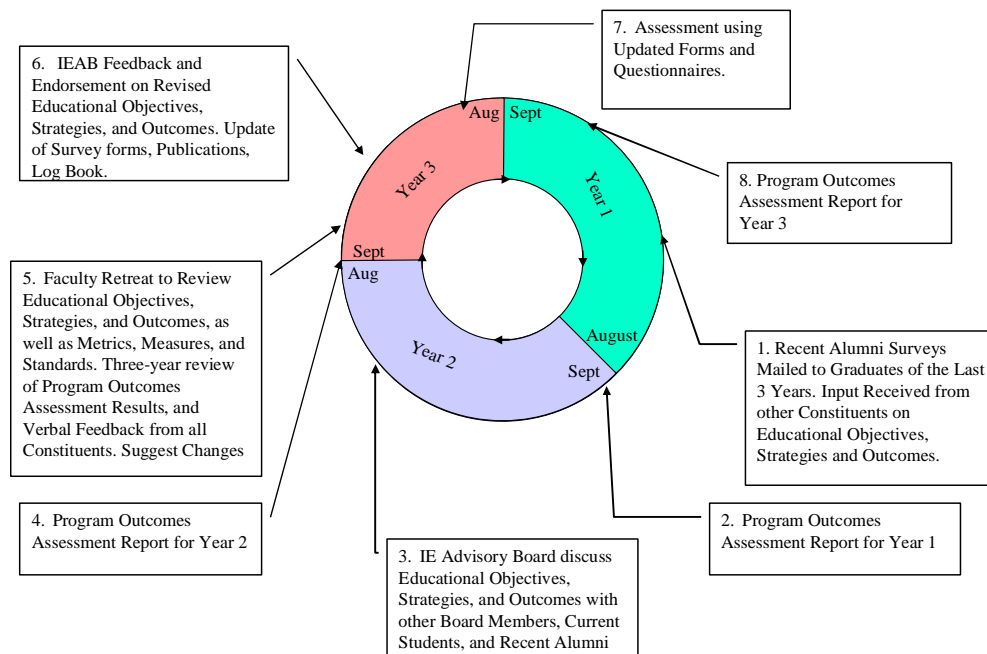 7. Assessment using
Updated Forms and
Questionnaires.
6. IEAB Feedback and
Endorsement on Revised
Educational Objectives,
Strategies, and Outcomes. Update
of Survey forms, Publications,
Log Book.
Aug
Sept
Year 3
Year 1
8. Program Outcomes
Assessment Report for
Year 3
Sept
Aug
5. Faculty Retreat to Review
Educational Objectives,
Strategies, and Outcomes, as
well as Metrics, Measures, and
Standards. Three-year review
of Program Outcomes
Assessment Results, and
Verbal Feedback from all
Constituents. Suggest Changes
August
Year 2
Sept
1. Recent Alumni Surveys
Mailed to Graduates of the Last
3 Years. Input Received from
other Constituents on
Educational Objectives,
Strategies and Outcomes.
4. Program Outcomes
Assessment Report for Year 2
2. Program Outcomes
Assessment Report for Year 1
3. IE Advisory Board discuss
Educational Objectives,
Strategies, and Outcomes with
other Board Members, Current
Students, and Recent Alumni